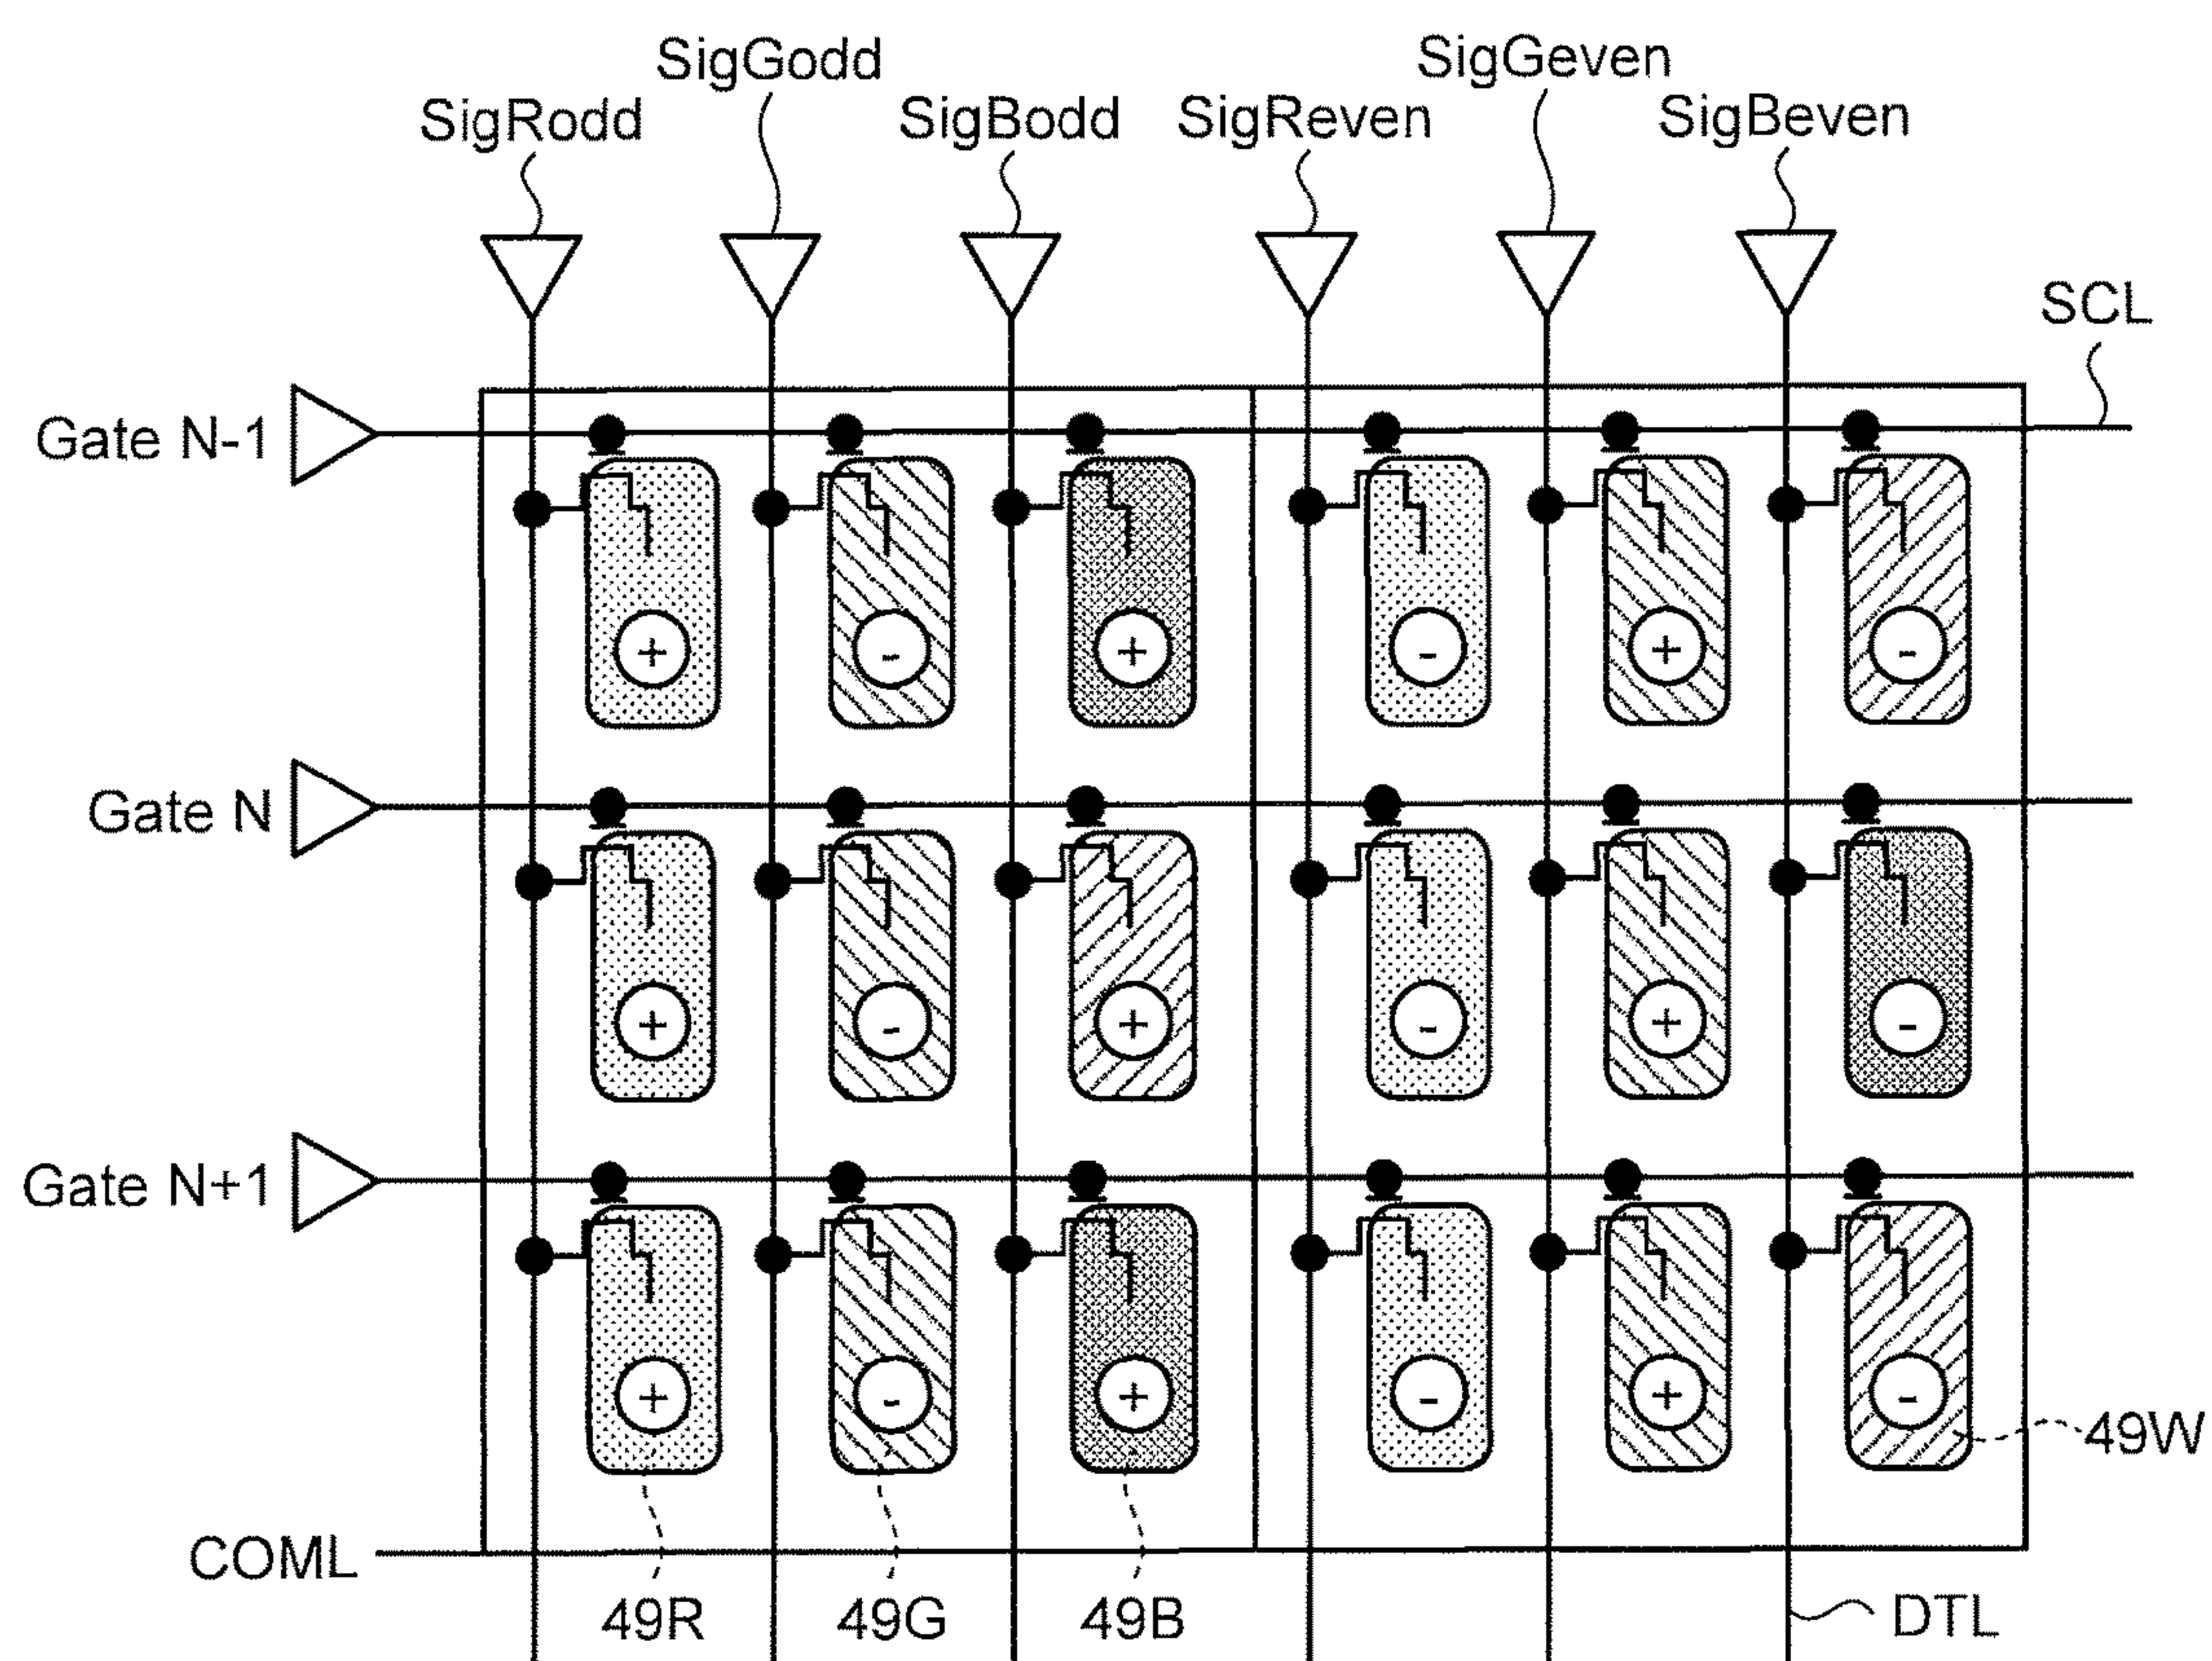 SigGodd
SigGeven
SigRodd
SigBodd
SigReven
SigBeven
SCL
Gate N-1
+ - + - + -
Gate N
+ - + - + -
Gate N+1
+ - + - + -
49W
COML
49R
49G
49B
DTL